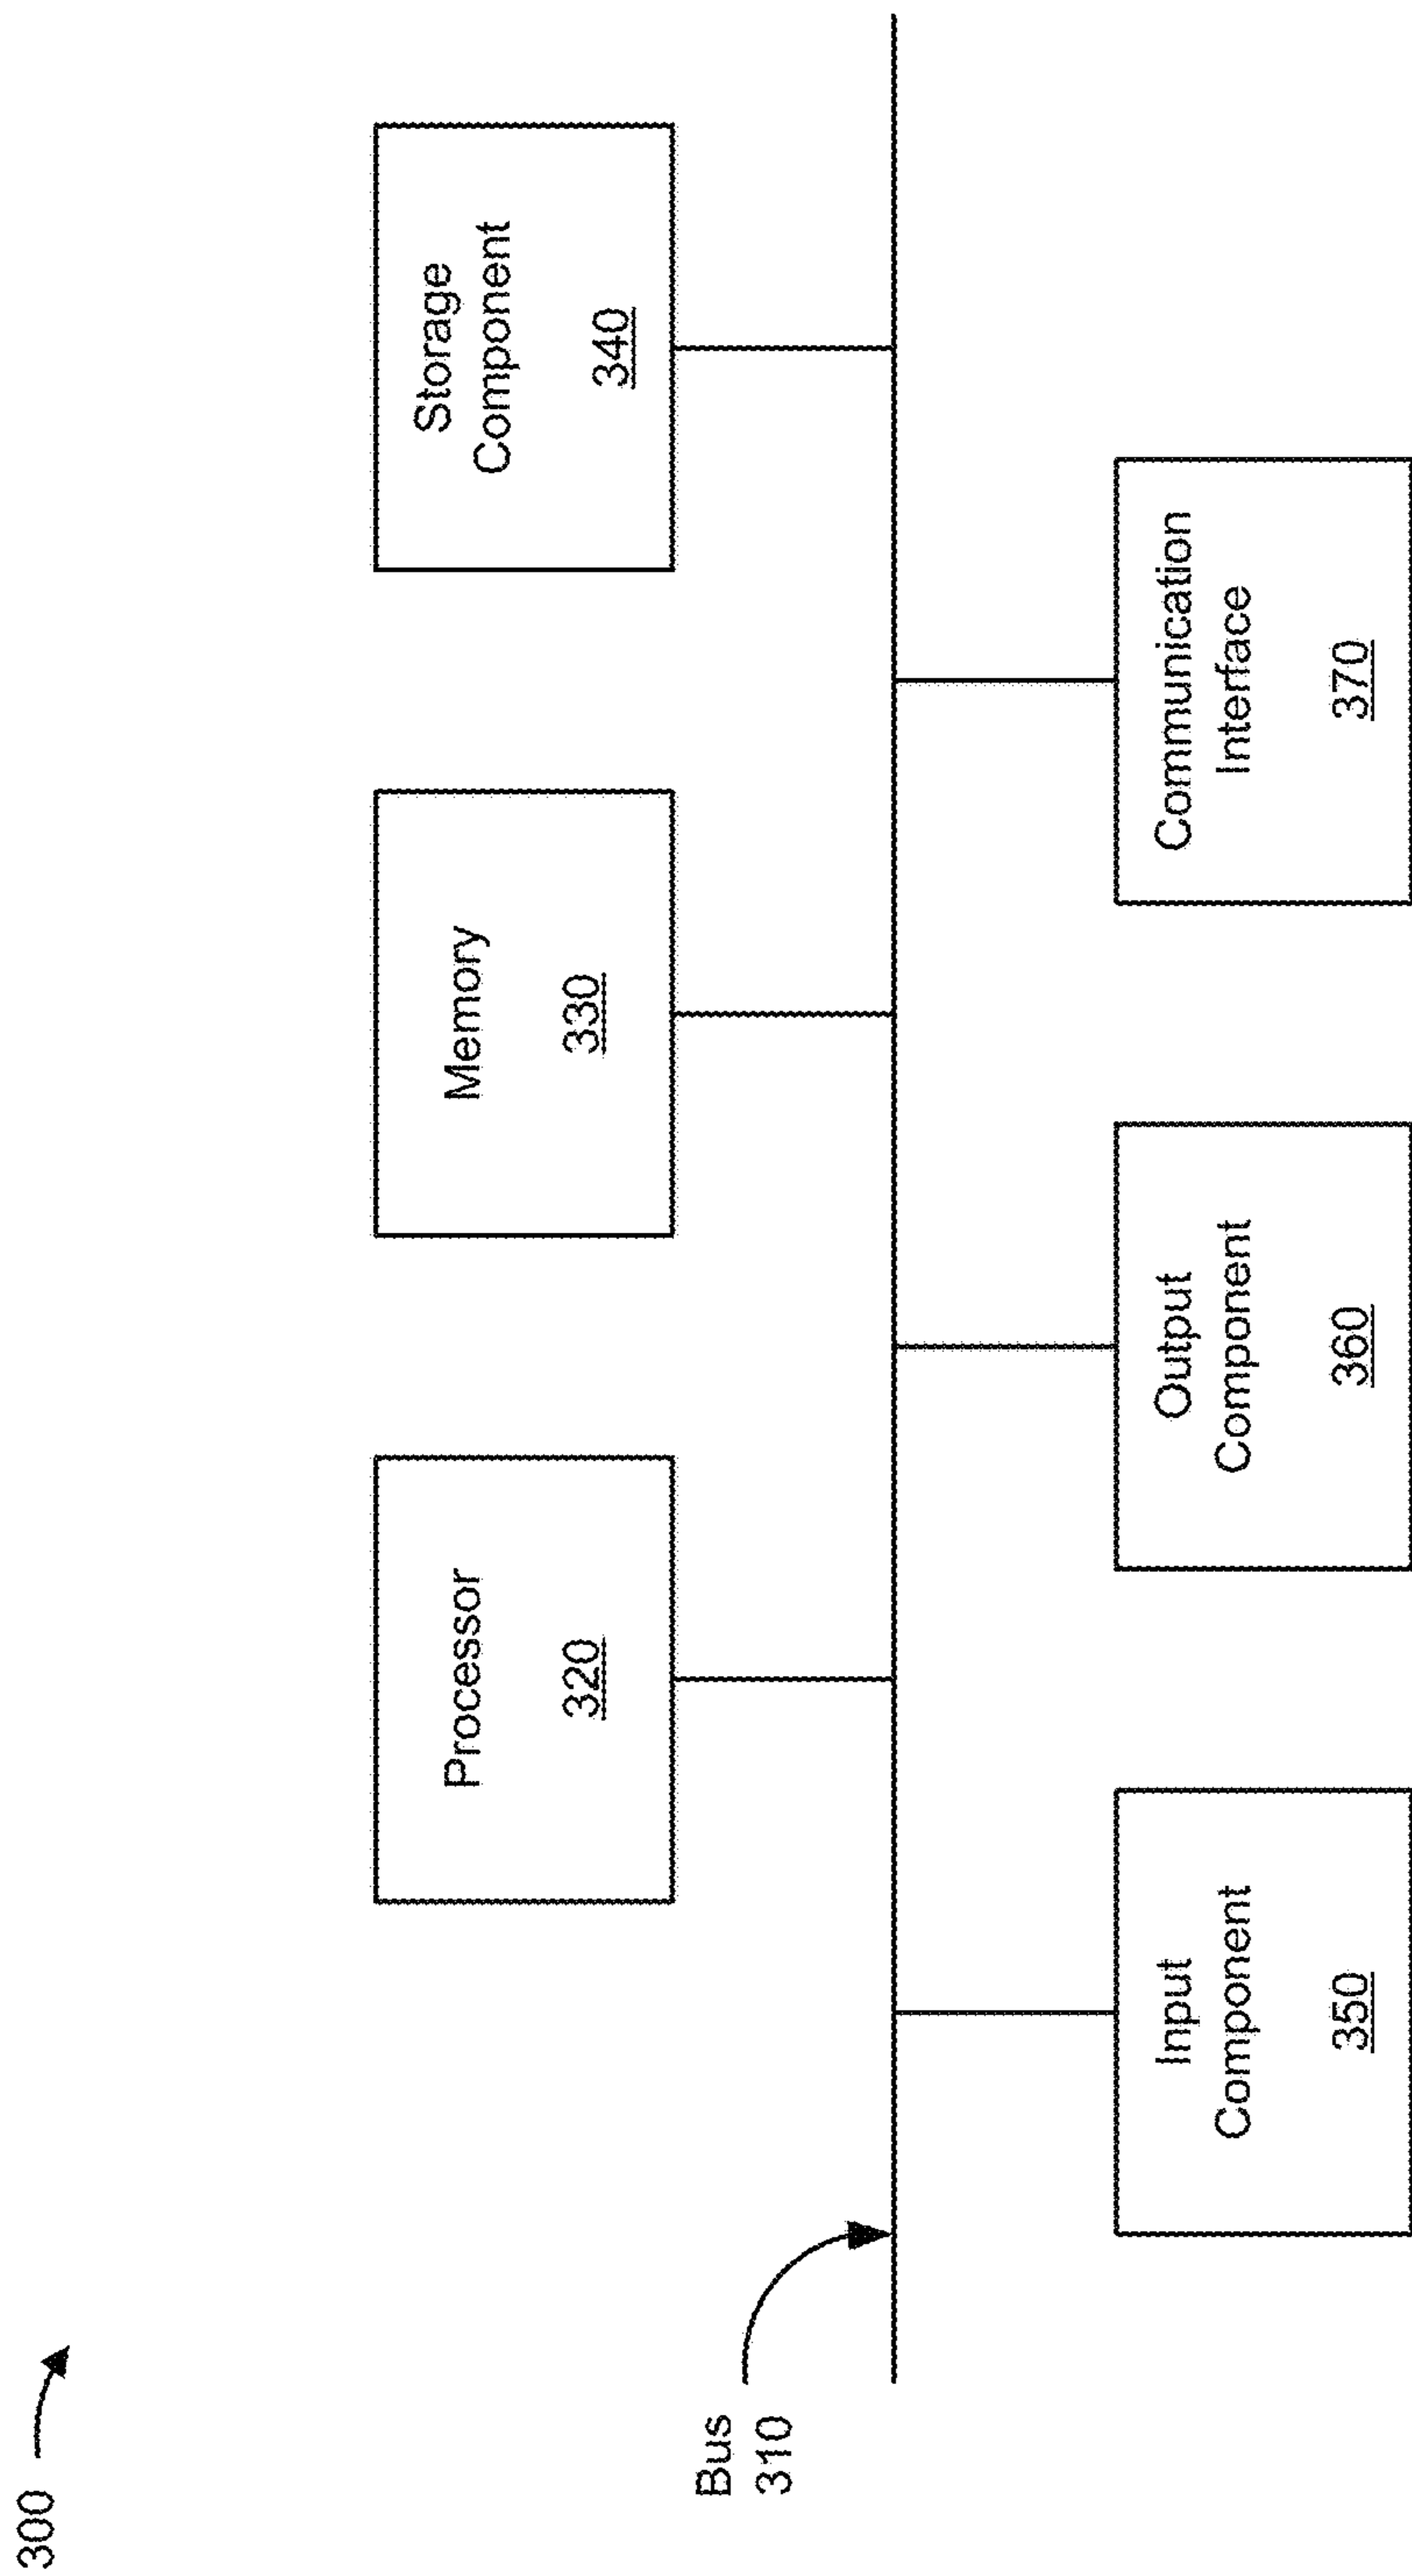 300
Processor
320
Memory
330
Storage
Component
340
Bus
310
Input
Component
350
Output
Component
360
Communication
Interface
370